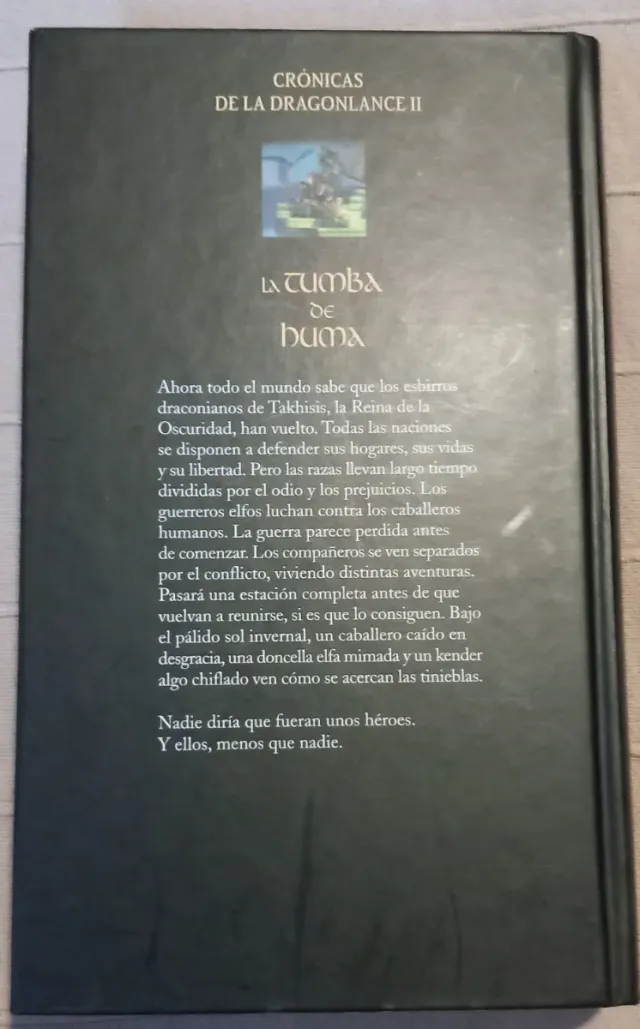 CRÓNICAS
DE LA DRAGONLANCE II
LA TUMBA
DE
HUMA
Ahora todo el mundo sabe que los esbirros
draconianos de Takhisis, la Reina de la
Oscuridad, han vuelto. Todas las naciones
se disponen a defender sus hogares, sus vidas
y su libertad. Pero las razas llevan largo tiempo
divididas por el odio y los prejuicios. Los
guerreros elfos luchan contra los caballeros
humanos. La guerra parece perdida antes
de comenzar. Los compañeros se ven separados
por el conflicto, viviendo distintas aventuras.
Pasará una estación completa antes de que
vuelvan a reunirse, si es que lo consiguen. Bajo
el pálido sol invernal, un caballero caído en
desgracia, una doncella elfa mimada y un kender
algo chiflado ven cómo se acercan las tinieblas.
Nadie diría que fueran unos héroes.
Y ellos, menos que nadie.